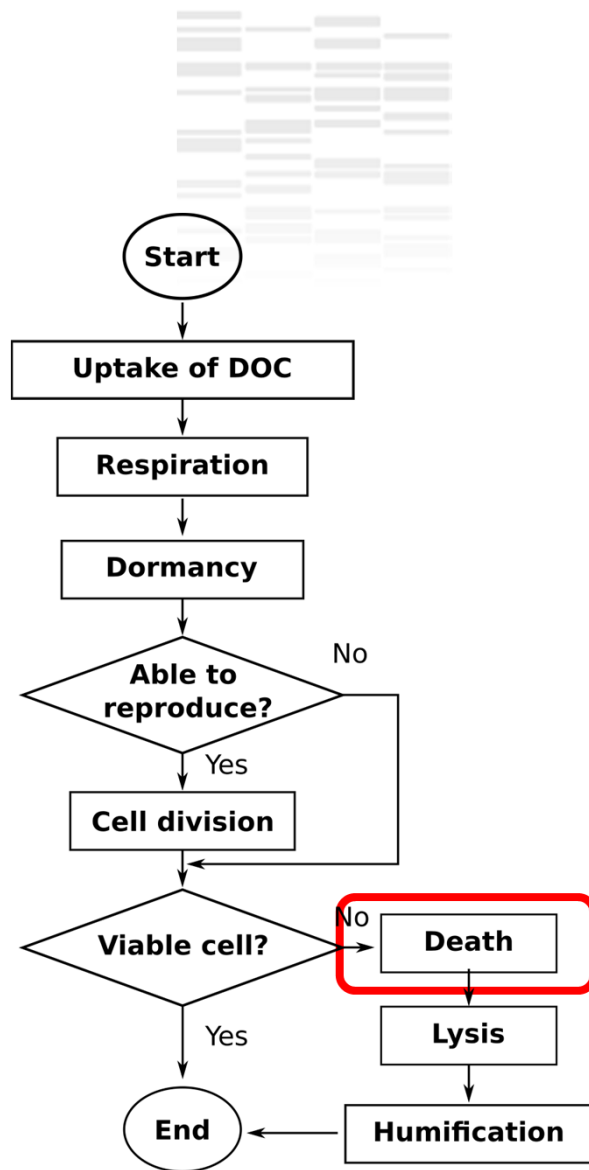 Start
Uptake of DOC
Respiration
Dormancy
No
Able to
reproduce?
Yes
Cell division
No
Viable cell?
Death
Yes
Lysis
End
Humification